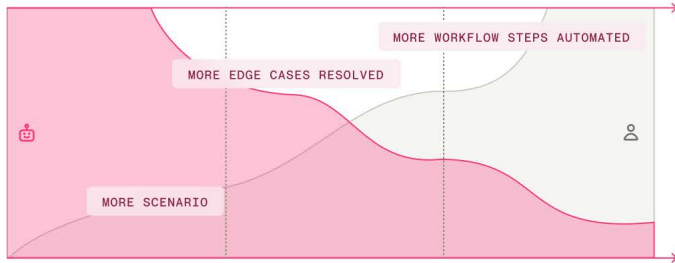 MORE WORKFLOW STEPS AUTOMATED
MORE EDGE CASES RESOLVED
MORE SCENARIO